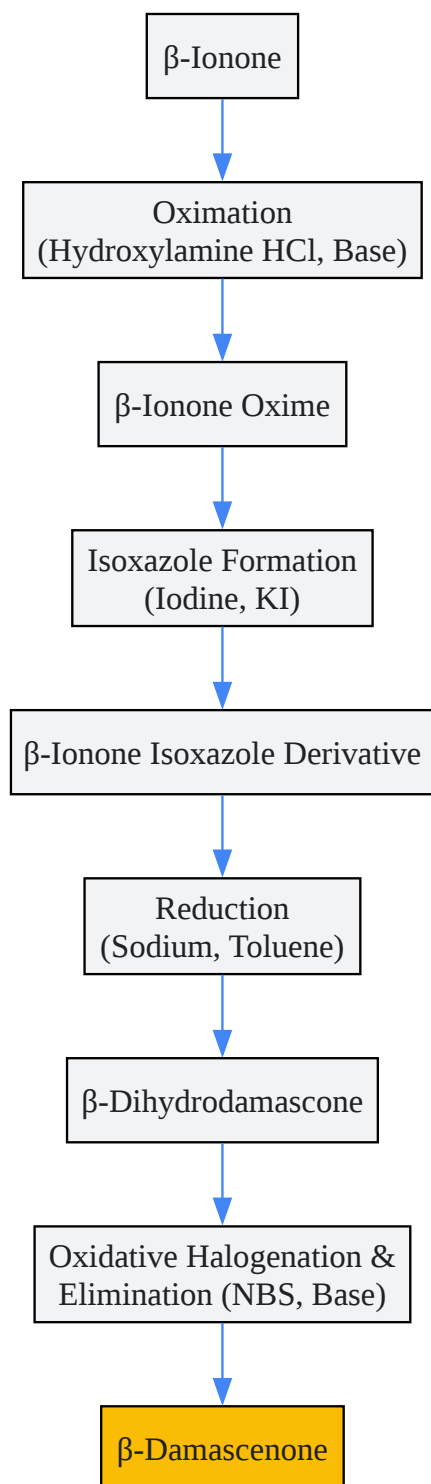 β-Ionone
Oximation
(Hydroxylamine HCl, Base)
β-Ionone Oxime
Isoxazole Formation
(Iodine, KI)
β-Ionone Isoxazole Derivative
Reduction
(Sodium, Toluene)
β-Dihydrodamascone
Oxidative Halogenation &
Elimination (NBS, Base)
β-Damascenone